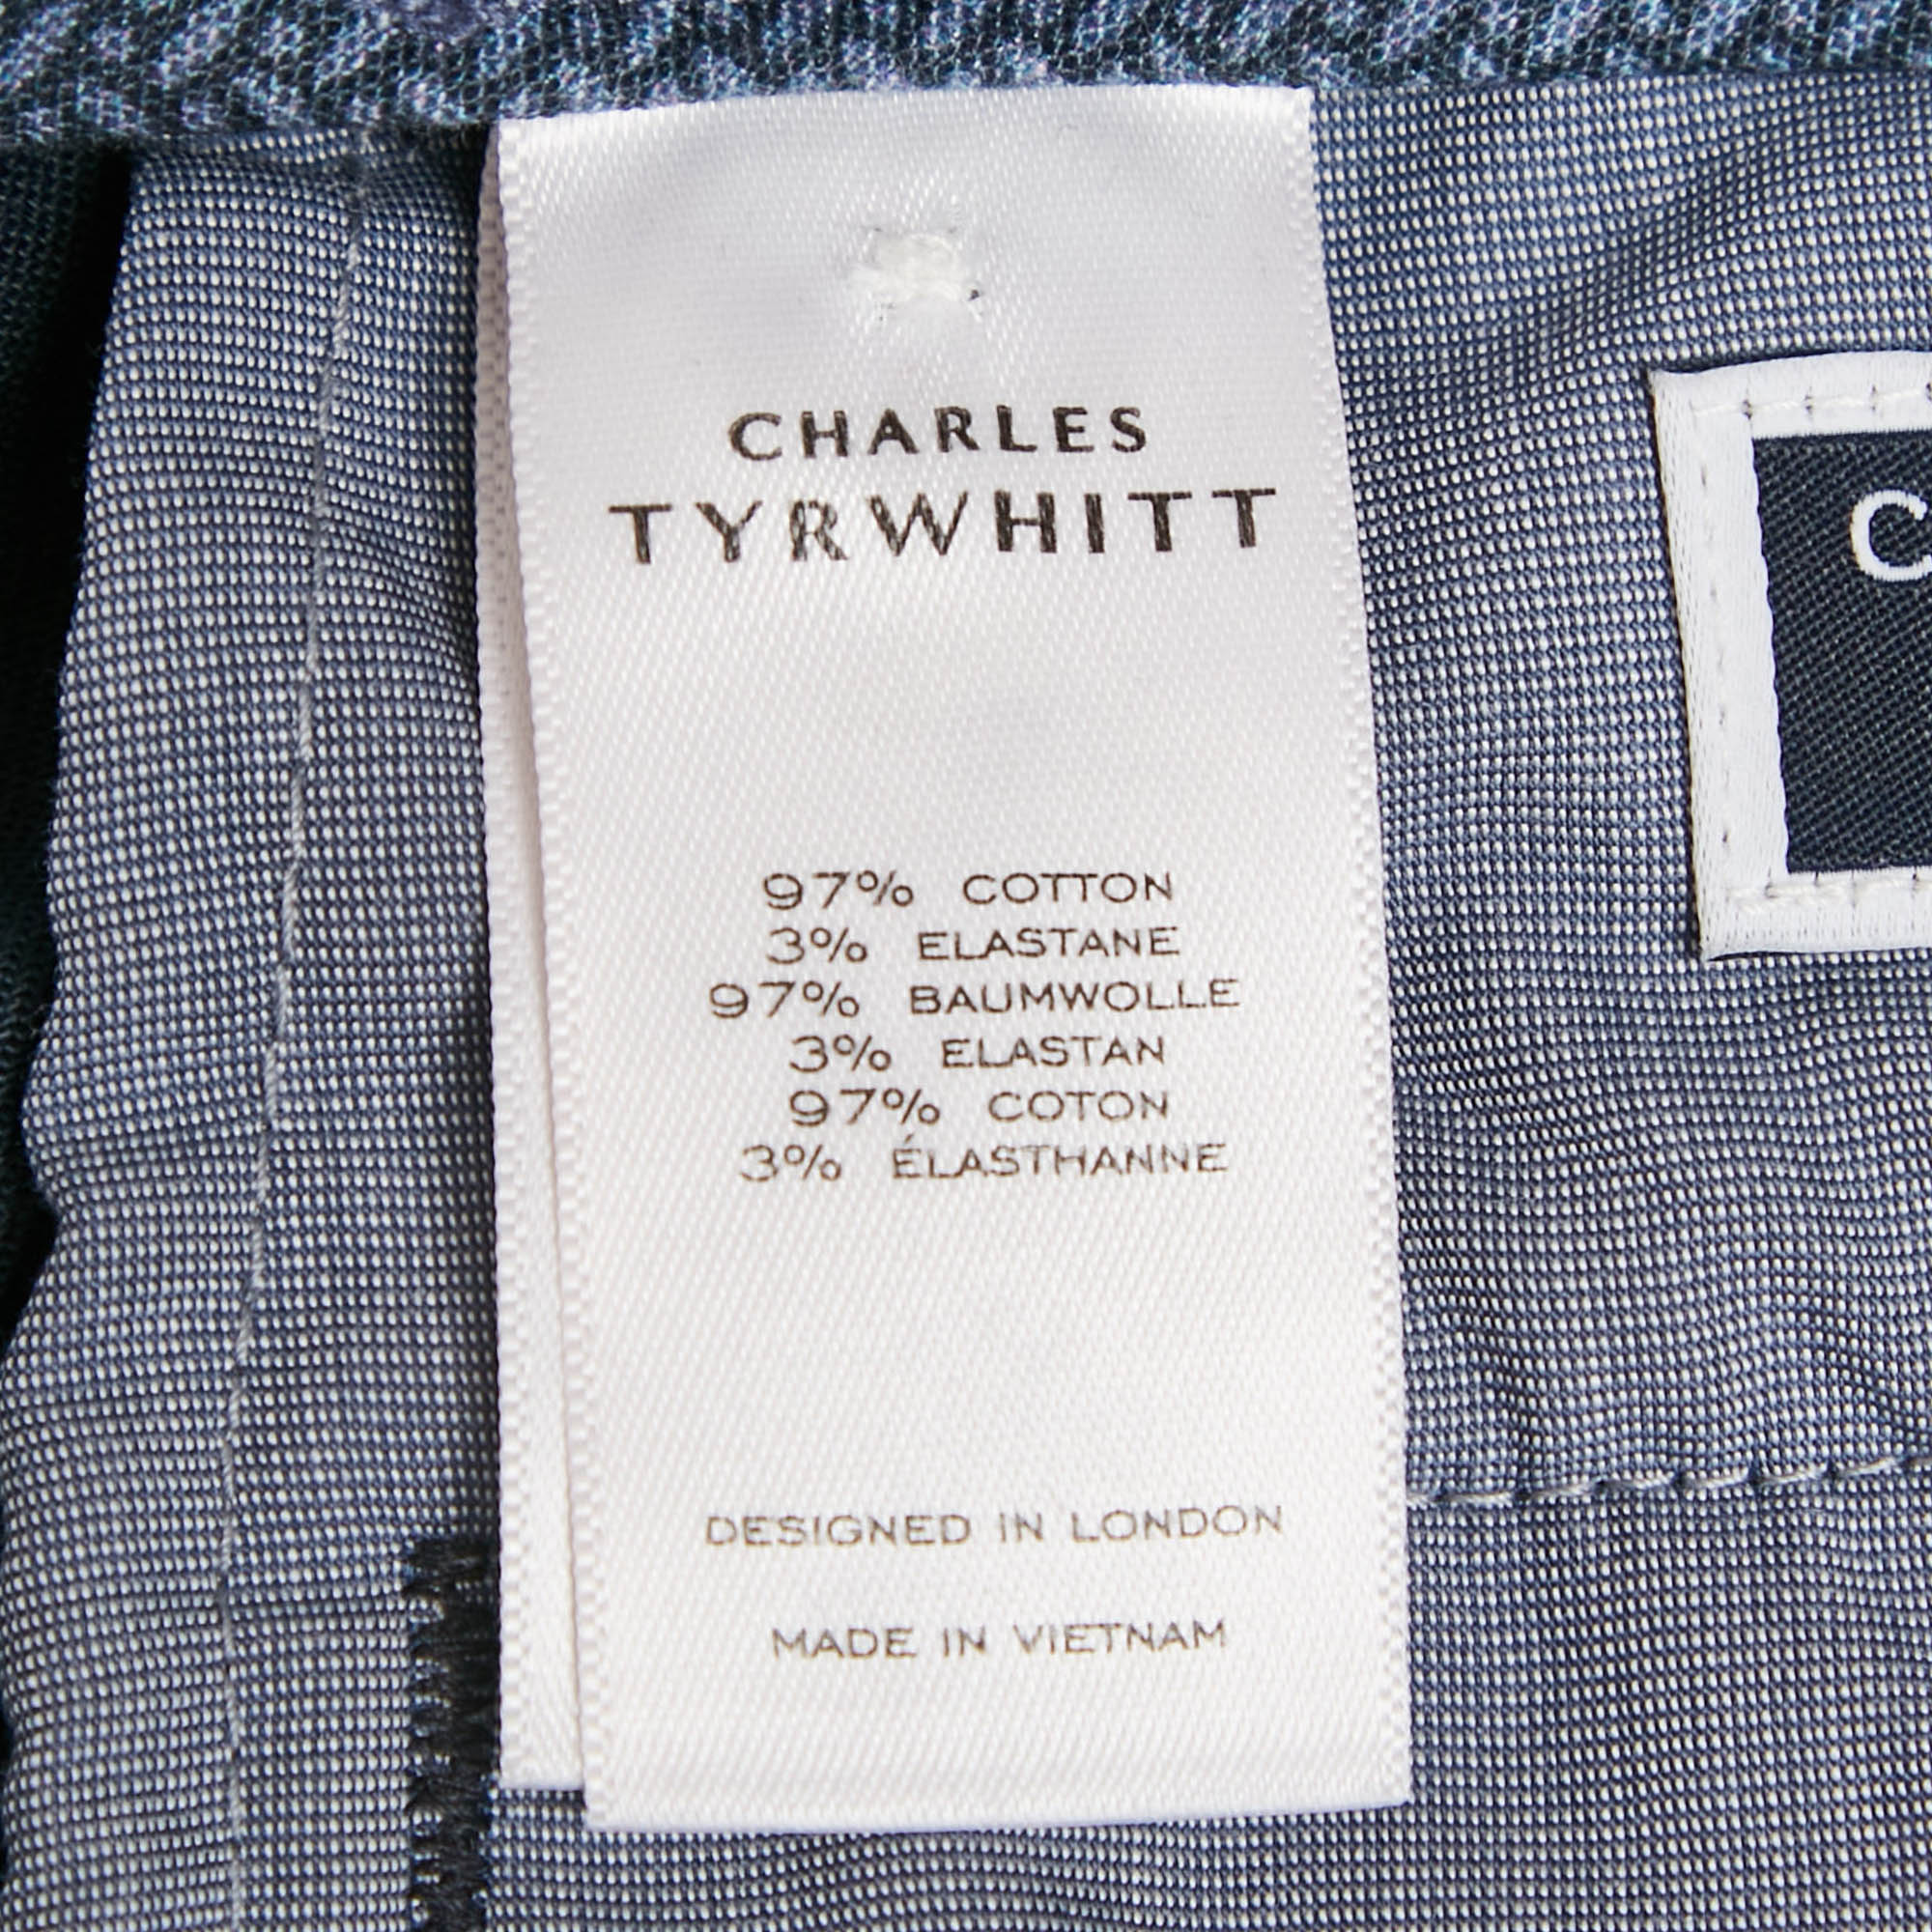 CHARLES
TYRWHITT
97% COTTON
3% ELASTANE
97% BAUMWOLLE
3% ELASTAN
97% COTON
3% ÉLASTHANNE
DESIGNED IN LONDON
MADE IN VIETNAM
C